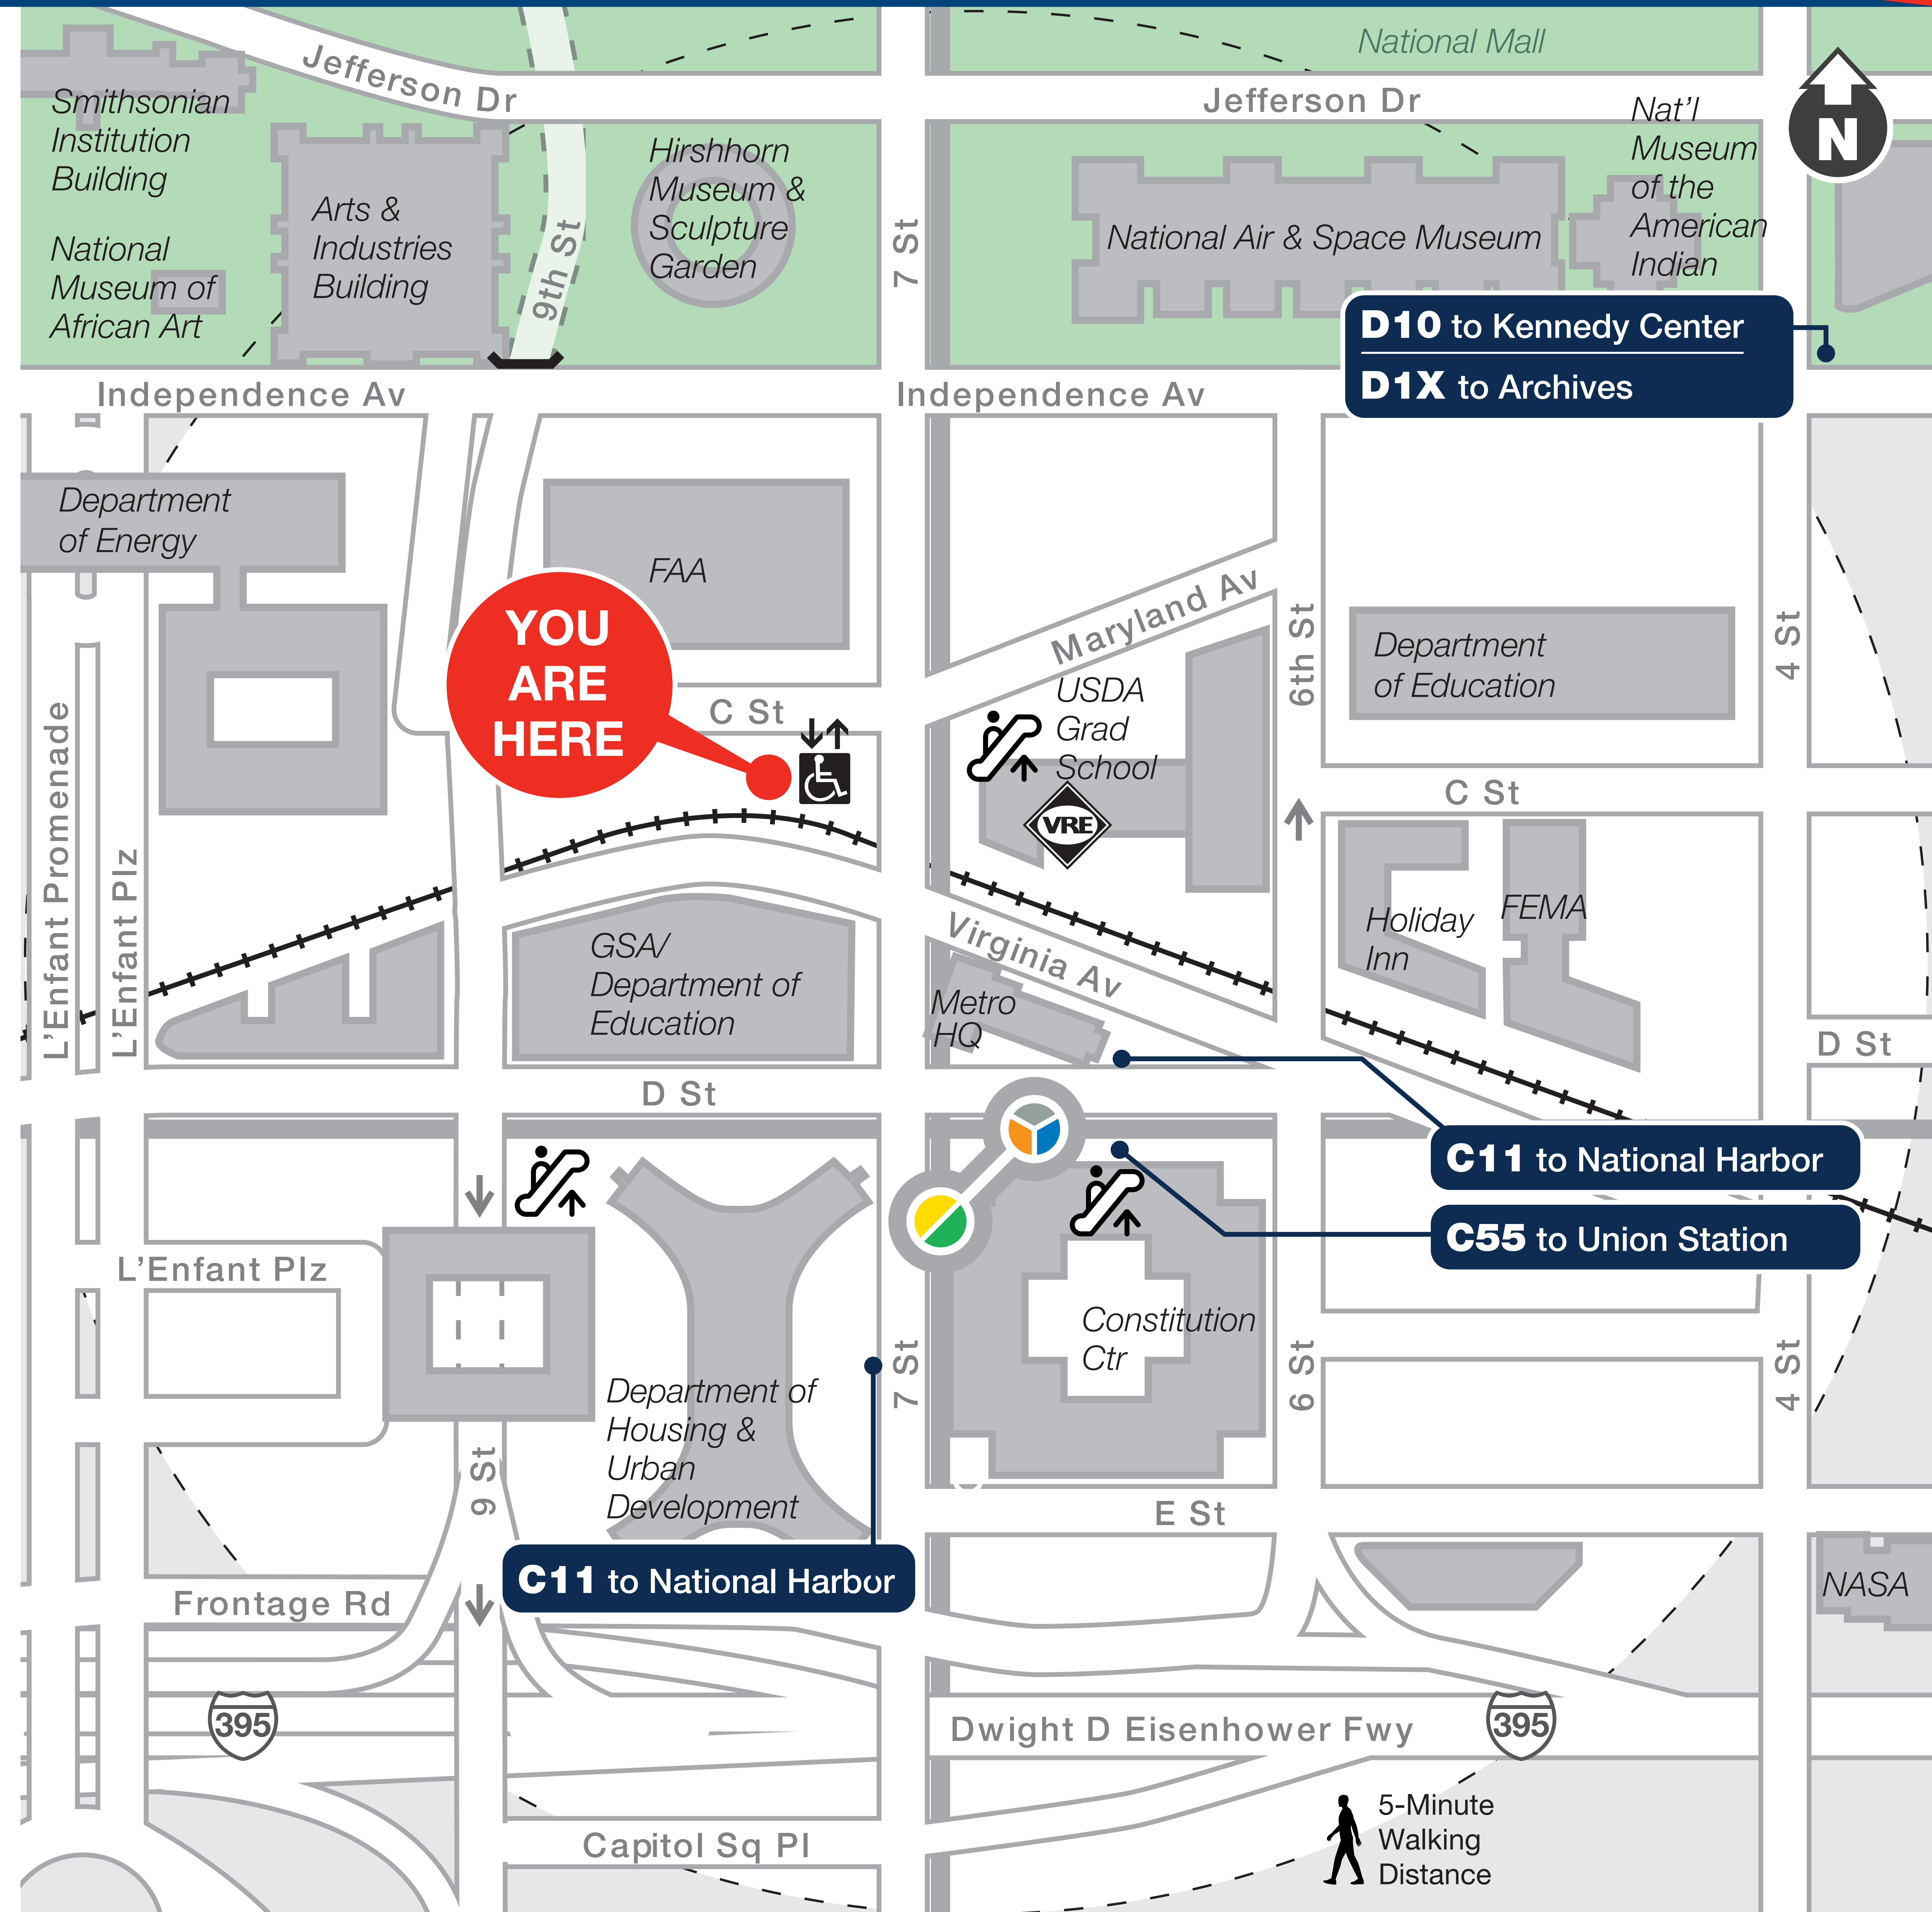 National Mall
Jefferson Dr
Jefferson Dr
N
Smithsonian
Institution
Building
National
Museum of
African Art
Arts &
Industries
Building
9th St
Hirshhorn
Museum &
Sculpture
Garden
7 St
National Air & Space Museum
Nat'l
Museum
of the
American
Indian
D10 to Kennedy Center
D1X to Archives
Independence Av
Independence Av
Department
of Energy
FAA
YOU
ARE
HERE
C St
Maryland Av
USDA
Grad
School
VRE
6th St
Department
of Education
4 St
C St
L'Enfant Promenade
L'Enfant Plz
GSA/
Department of
Education
Virginia Av
Metro
HQ
Holiday
Inn
FEMA
D St
D St
C11 to National Harbor
C55 to Union Station
L'Enfant Plz
Constitution
Ctr
7 St
6 St
4 St
Department of
Housing &
Urban
Development
9 St
E St
C11 to National Harbor
Frontage Rd
NASA
395
Dwight D Eisenhower Fwy
395
5-Minute
Walking
Distance
Capitol Sq Pl